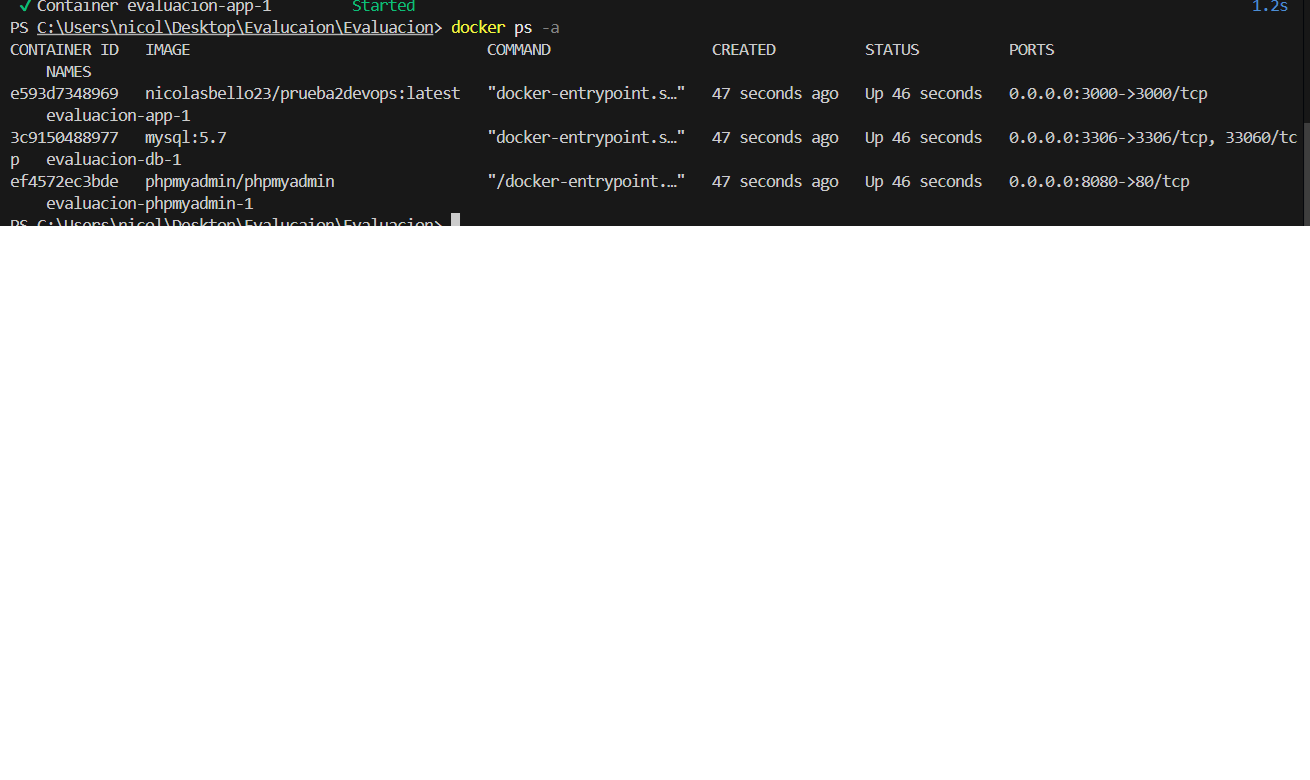 ✓ Container evaluacion-app-1 Started 1.2s
PS C:\Users\nicol\Desktop\Evalucaion\Evaluacion> docker ps -a
CONTAINER ID IMAGE COMMAND CREATED STATUS PORTS
NAMES
e593d7348969 nicolasbello23/prueba2devops:latest "docker-entrypoint.s…" 47 seconds ago Up 46 seconds 0.0.0.0:3000->3000/tcp
evaluacion-app-1
3c9150488977 mysql:5.7 "docker-entrypoint.s…" 47 seconds ago Up 46 seconds 0.0.0.0:3306->3306/tcp, 33060/tc
p evaluacion-db-1
ef4572ec3bde phpmyadmin/phpmyadmin "/docker-entrypoint.…" 47 seconds ago Up 46 seconds 0.0.0.0:8080->80/tcp
evaluacion-phpmyadmin-1
PS C:\Users\nicol\Desktop\Evalucaion\Evaluacion>